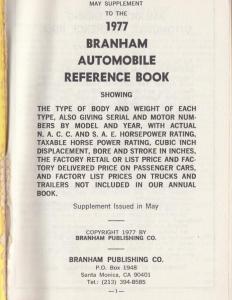 MAY SUPPLEMENT
TO THE
1977
BRANHAM
AUTOMOBILE
REFERENCE BOOK
SHOWING
THE TYPE OF BODY AND WEIGHT OF EACH
TYPE, ALSO GIVING SERIAL AND MOTOR NUM-
BERS BY MODEL AND YEAR, WITH ACTUAL
N. A. C. C. AND S. A. E. HORSEPOWER RATING,
TAXABLE HORSE POWER RATING, CUBIC INCH
DISPLACEMENT, BORE AND STROKE IN INCHES,
THE FACTORY RETAIL OR LIST PRICE AND FAC-
TORY DELIVERED PRICE ON PASSENGER CARS,
AND FACTORY LIST PRICES ON TRUCKS AND
TRAILERS NOT INCLUDED IN OUR ANNUAL
BOOK.
Supplement Issued in May
COPYRIGHT 1977 BY
BRANHAM PUBLISHING CO.
BRANHAM PUBLISHING CO.
P.O. Box 1948
Santa Monica, CA 90401
Tel.: (213) 394-8585
—1—